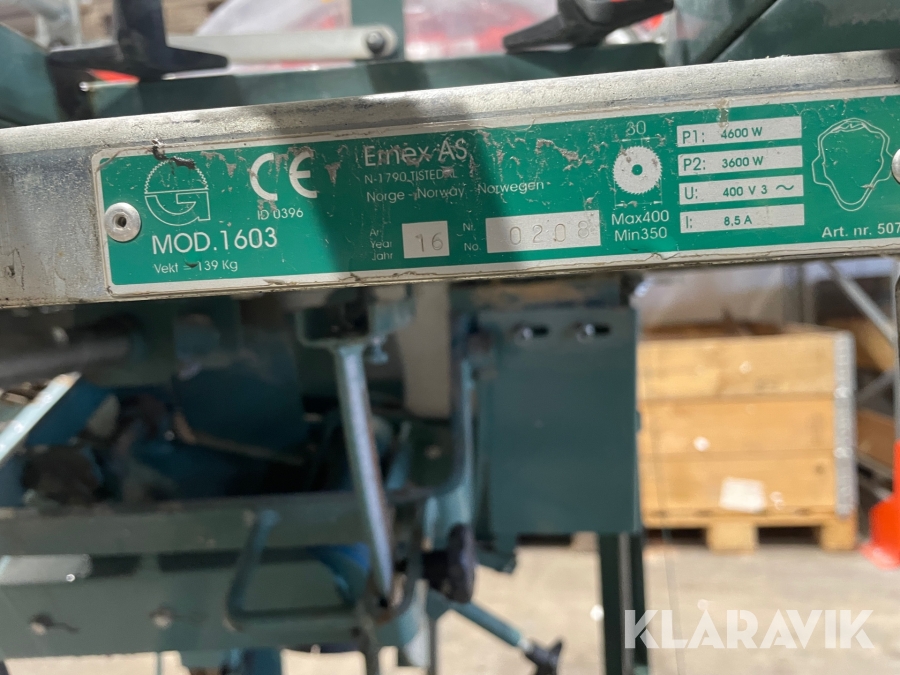 CE
ID 0396
MOD.1603
Vekt - 139 Kg
Emex AS
N-1790 TISTEDAL
Norge - Norway - Norwegen
År
Year
Jahr
16
Nr.
No.
0208
30
Max400
Min350
P1: 4600 W
P2: 3600 W
U: 400 V 3 ~
I: 8,5 A
Art. nr. 507
KLARAVIK